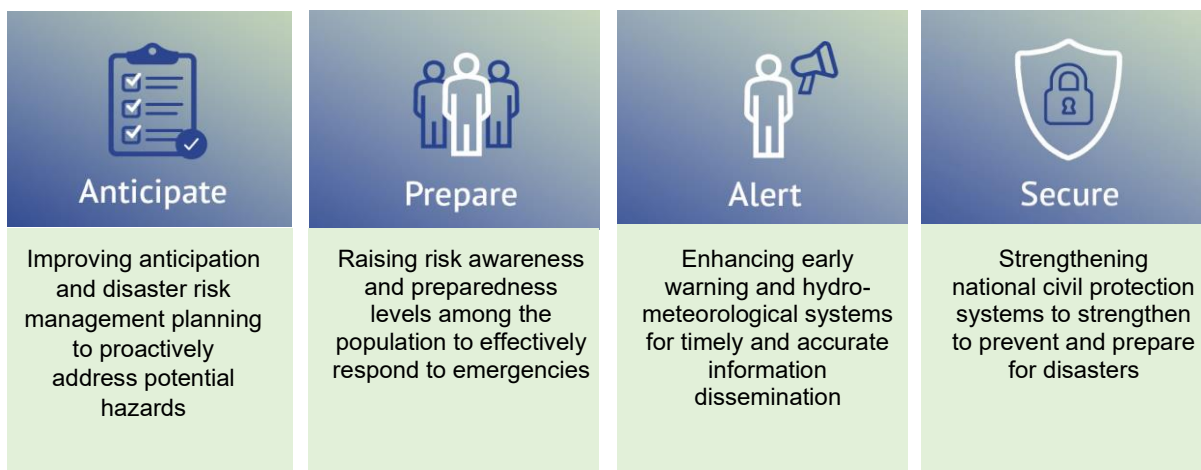 Anticipate
Improving anticipation
and disaster risk
management planning
to proactively
address potential
hazards
Prepare
Raising risk awareness
and preparedness
levels among the
population to effectively
respond to emergencies
Alert
Enhancing early
warning and hydro-
meteorological systems
for timely and accurate
information
dissemination
Secure
Strengthening
national civil protection
systems to strengthen
to prevent and prepare
for disasters